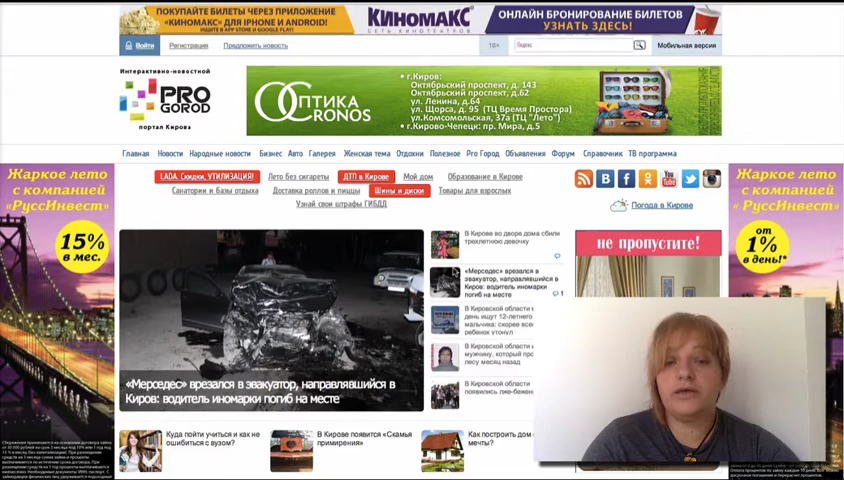 ПОКУПАЙТЕ БИЛЕТЫ ЧЕРЕЗ ПРИЛОЖЕНИЕ
«КИНОМАКС» ДЛЯ IPHONE И ANDROID!
ИЩИТЕ В APP STORE И GOOGLE PLAY!
КИНОМАКС
СЕТЬ КИНОТЕАТРОВ
ОНЛАЙН БРОНИРОВАНИЕ БИЛЕТОВ
УЗНАТЬ ЗДЕСЬ!
Войти
Регистрация
Предложить новость
18+
Яндекс
Мобильная версия
Интерактивно-новостной
PRO
GOROD
портал Кирова
ОПТИКА
CRONOS
• г.Киров:
Октябрьский проспект, д. 143
Октябрьский проспект, д.62
ул. Ленина, д.64
ул. Щорса, д. 95 (ТЦ Время Простора)
ул.Комсомольская, 37а (ТЦ "Лето")
• г.Кирово-Чепецк: пр. Мира, д.5
Главная Новости Народные новости Бизнес Авто Галерея Женская тема Отдохни Полезное Pro Город Объявления Форум Справочник ТВ программа
LADA. Скидки, УТИЛИЗАЦИЯ! Лето без сигареты ДТП в Кирове Мой дом Образование в Кирове
Санатории и базы отдыха Доставка роллов и пиццы Шины и диски Товары для взрослых
Узнай свои штрафы ГИБДД
You
Tube
Погода в Кирове
Жаркое лето
с компанией
«РуссИнвест»
15%
в мес.
Жаркое лето
с компанией
« РуссИнвест»
от
1%
в день!*
В Кирове во дворе дома сбили
трехлетнюю девочку
«Мерседес» врезался в
эвакуатор, направлявшийся в
Киров: водитель иномарки
погиб на месте
1
В Кировской области в
день ищут 12-летнего
мальчика: скорее все
ребенок утонул
В Кировской области
мужчину, который про
лесу месяц назад
В Кировской области
появились лже-бежен
не пропустите!
«Мерседес» врезался в эвакуатор, направлявшийся в
Киров: водитель иномарки погиб на месте
Куда пойти учиться и как не
ошибиться с вузом?
В Кирове появится «Скамья
примирения»
Как построить дом
мечты?